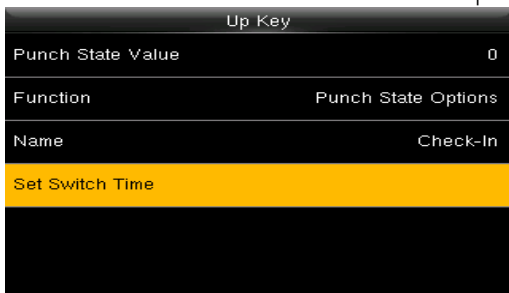 Up Key
Punch State Value 0
Function Punch State Options
Name Check-In
Set Switch Time